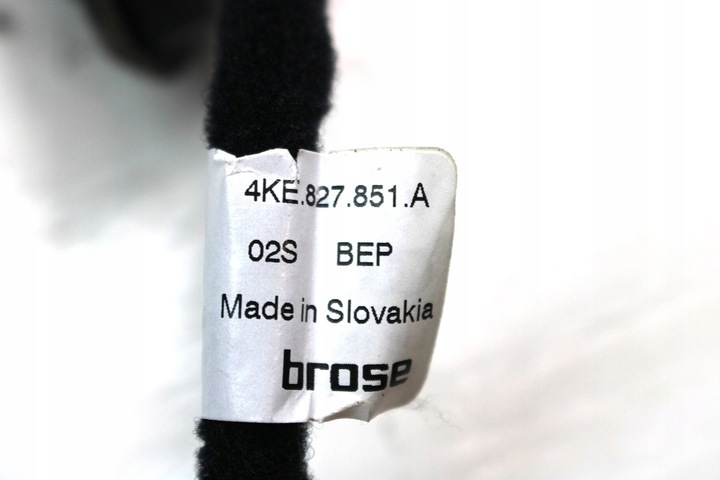 4KE.827.851.A
02S BEP
Made in Slovakia
brose